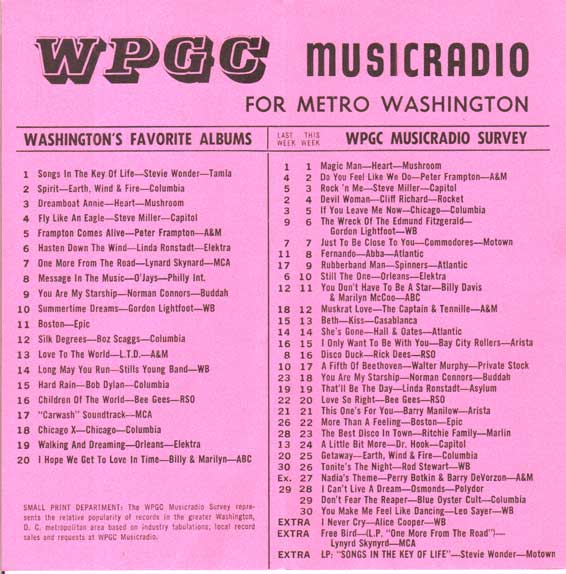 WPGC MUSICRADIO
FOR METRO WASHINGTON
WASHINGTON'S FAVORITE ALBUMS
1 Songs In The Key Of Life—Stevie Wonder—Tamla
2 Spirit—Earth, Wind & Fire—Columbia
3 Dreamboat Annie—Heart—Mushroom
4 Fly Like An Eagle—Steve Miller—Capitol
5 Frampton Comes Alive—Peter Frampton—A&M
6 Hasten Down The Wind—Linda Ronstadt—Elektra
7 One More From The Road—Lynard Skynard—MCA
8 Message In The Music—O'Jays—Philly Int.
9 You Are My Starship—Norman Connors—Buddah
10 Summertime Dreams—Gordon Lightfoot—WB
11 Boston—Epic
12 Silk Degrees—Boz Scaggs—Columbia
13 Love To The World—L.T.D.—A&M
14 Long May You Run—Stills Young Band—WB
15 Hard Rain—Bob Dylan—Columbia
16 Children Of The World—Bee Gees—RSO
17 "Carwash" Soundtrack—MCA
18 Chicago X—Chicago—Columbia
19 Walking And Dreaming—Orleans—Elektra
20 I Hope We Get To Love In Time—Billy & Marilyn—ABC
SMALL PRINT DEPARTMENT: The WPGC Musicradio Survey represents the relative popularity of records in the greater Washington, D. C. metropolitan area based on industry tabulations, local record sales and requests at WPGC Musicradio.
LAST WEEK THIS WEEK WPGC MUSICRADIO SURVEY
1 1 Magic Man—Heart—Mushroom
4 2 Do You Feel Like We Do—Peter Frampton—A&M
5 3 Rock 'n Me—Steve Miller—Capitol
2 4 Devil Woman—Cliff Richard—Rocket
3 5 If You Leave Me Now—Chicago—Columbia
9 6 The Wreck Of The Edmund Fitzgerald—
Gordon Lightfoot—WB
7 7 Just To Be Close To You—Commodores—Motown
11 8 Fernando—Abba—Atlantic
17 9 Rubberband Man—Spinners—Atlantic
6 10 Still The One—Orleans—Elektra
12 11 You Don't Have To Be A Star—Billy Davis
& Marilyn McCoo—ABC
18 12 Muskrat Love—The Captain & Tennille—A&M
15 13 Beth—Kiss—Casablanca
14 14 She's Gone—Hall & Oates—Atlantic
16 15 I Only Want To Be With You—Bay City Rollers—Arista
8 16 Disco Duck—Rick Dees—RSO
10 17 A Fifth Of Beethoven—Walter Murphy—Private Stock
23 18 You Are My Starship—Norman Connors—Buddah
19 19 That'll Be The Day—Linda Ronstadt—Asylum
22 20 Love So Right—Bee Gees—RSO
21 21 This One's For You—Barry Manilow—Arista
26 22 More Than A Feeling—Boston—Epic
28 23 The Best Disco In Town—Ritchie Family—Marlin
13 24 A Little Bit More—Dr. Hook—Capitol
20 25 Getaway—Earth, Wind & Fire—Columbia
30 26 Tonite's The Night—Rod Stewart—WB
Ex. 27 Nadia's Theme—Perry Botkin & Barry DeVorzon—A&M
29 28 I Can't Live A Dream—Osmonds—Polydor
29 Don't Fear The Reaper—Blue Oyster Cult—Columbia
30 You Make Me Feel Like Dancing—Leo Sayer—WB
EXTRA I Never Cry—Alice Cooper—WB
EXTRA Free Bird—(L.P. "One More From The Road")—
Lynyrd Skynyrd—MCA
EXTRA LP: "SONGS IN THE KEY OF LIFE"—Stevie Wonder—Motown